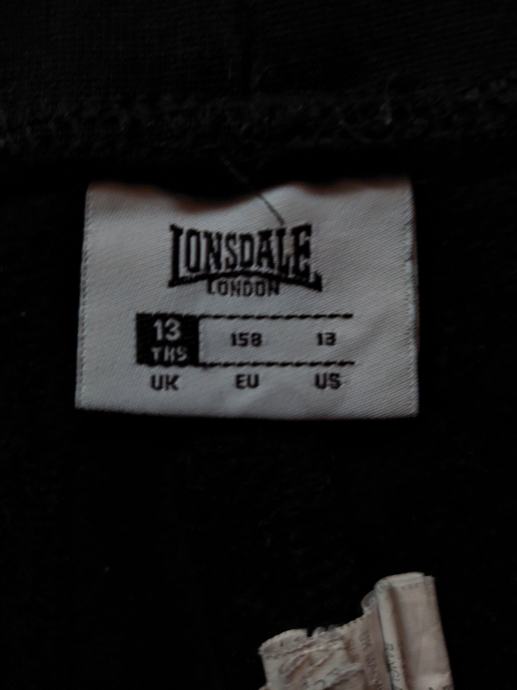 LONSDALE
LONDON
13 158 13
YRS
UK EU US